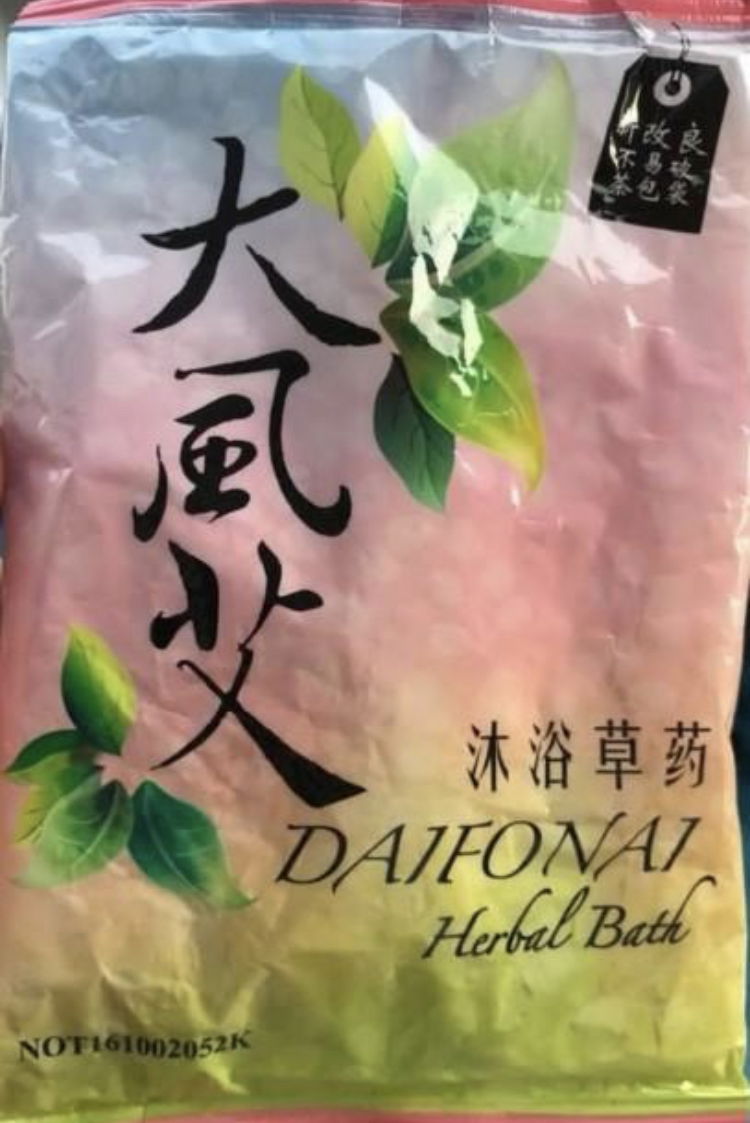 大風艾
改良
不易破
茶包袋
沐浴草药
DAIFONAI
Herbal Bath
NOT161002052K